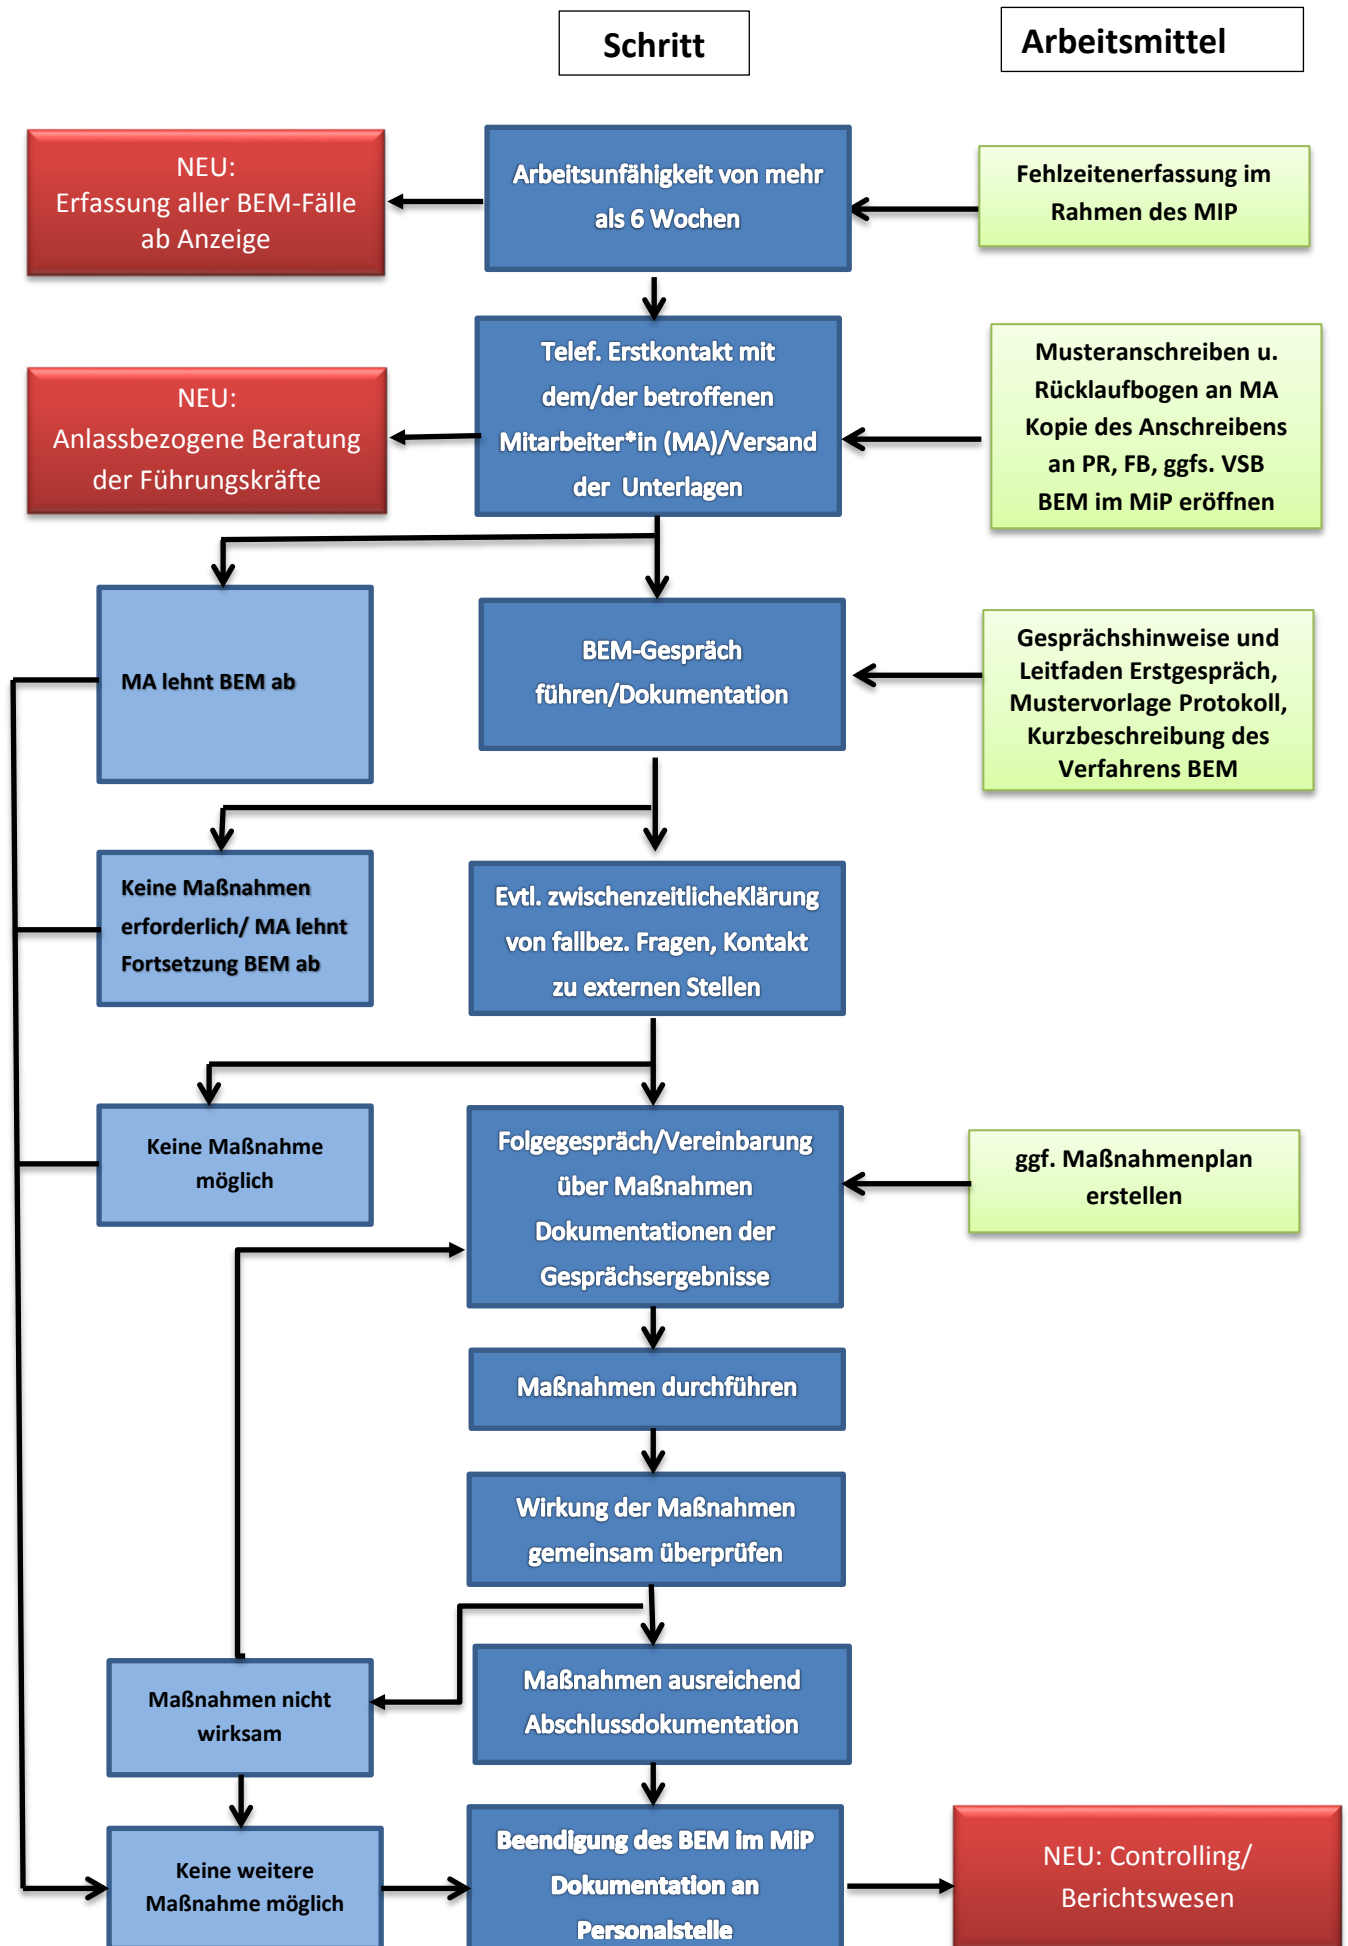 Schritt
Arbeitsmittel
NEU:
Erfassung aller BEM-Fälle
ab Anzeige
Arbeitsunfähigkeit von mehr
als 6 Wochen
Fehlzeitenerfassung im
Rahmen des MIP
NEU:
Anlassbezogene Beratung
der Führungskräfte
Telef. Erstkontakt mit
dem/der betroffenen
Mitarbeiter*in (MA)/Versand
der Unterlagen
Musteranschreiben u.
Rücklaufbogen an MA
Kopie des Anschreibens
an PR, FB, ggfs. VSB
BEM im MiP eröffnen
MA lehnt BEM ab
BEM-Gespräch
führen/Dokumentation
Gesprächshinweise und
Leitfaden Erstgespräch,
Mustervorlage Protokoll,
Kurzbeschreibung des
Verfahrens BEM
Keine Maßnahmen
erforderlich/ MA lehnt
Fortsetzung BEM ab
Evtl. zwischenzeitlicheKlärung
von fallbez. Fragen, Kontakt
zu externen Stellen
Keine Maßnahme
möglich
Folgegespräch/Vereinbarung
über Maßnahmen
Dokumentationen der
Gesprächsergebnisse
ggf. Maßnahmenplan
erstellen
Maßnahmen durchführen
Wirkung der Maßnahmen
gemeinsam überprüfen
Maßnahmen nicht
wirksam
Maßnahmen ausreichend
Abschlussdokumentation
Keine weitere
Maßnahme möglich
Beendigung des BEM im MiP
Dokumentation an
Personalstelle
NEU: Controlling/
Berichtswesen